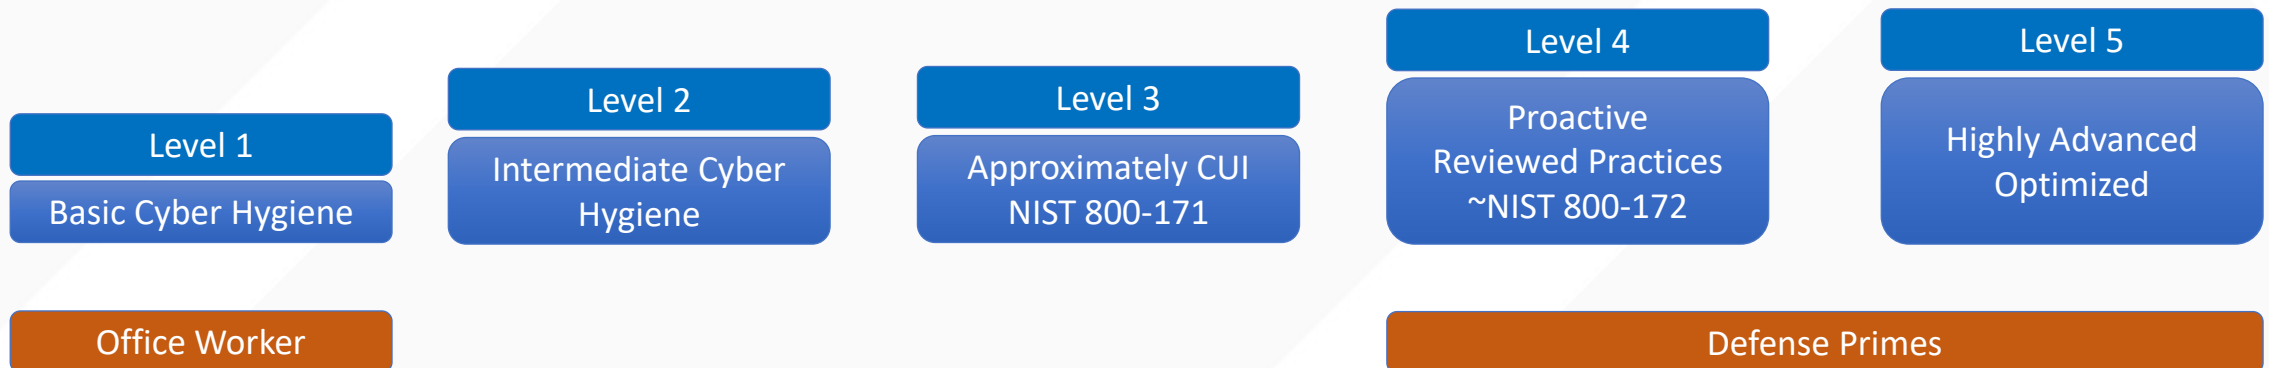 Level 1
Basic Cyber Hygiene
Level 2
Intermediate Cyber
Hygiene
Level 3
Approximately CUI
NIST 800-171
Level 4
Proactive
Reviewed Practices
~NIST 800-172
Level 5
Highly Advanced
Optimized
Office Worker
Defense Primes